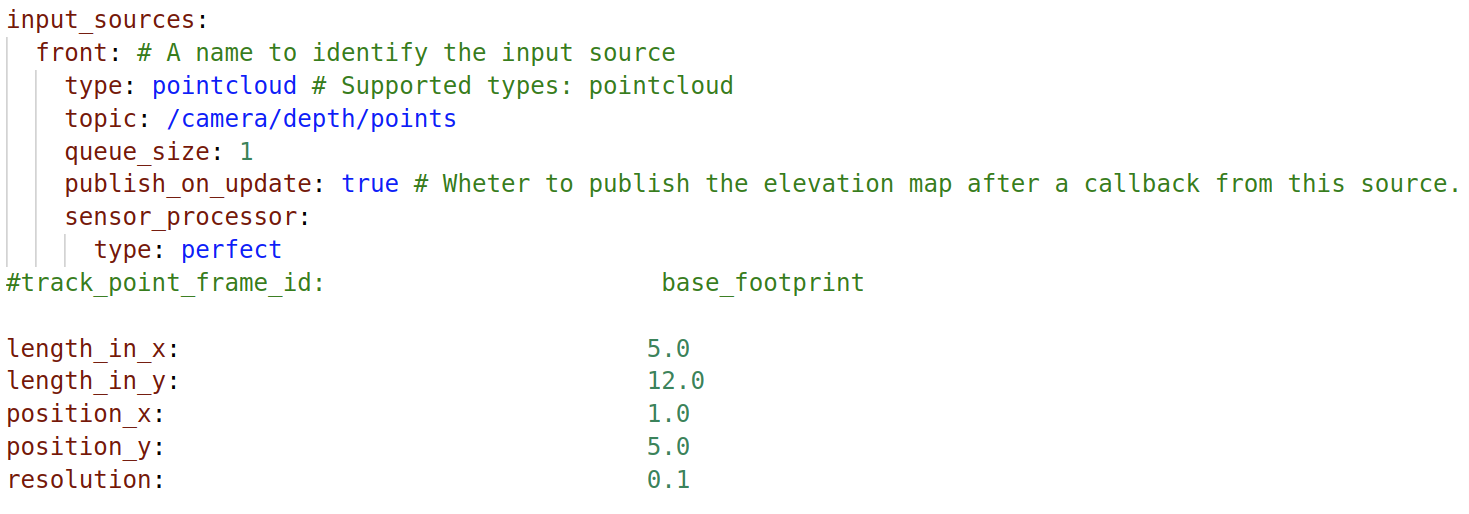 input_sources:
  front: # A name to identify the input source
    type: pointcloud # Supported types: pointcloud
    topic: /camera/depth/points
    queue_size: 1
    publish_on_update: true # Wheter to publish the elevation map after a callback from this source.
    sensor_processor:
      type: perfect
#track_point_frame_id:                       base_footprint

length_in_x:                                5.0
length_in_y:                                12.0
position_x:                                 1.0
position_y:                                 5.0
resolution:                                 0.1